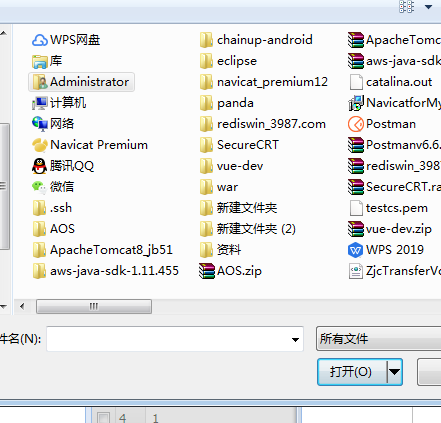 WPS网盘
库
Administrator
计算机
网络
Navicat Premium
腾讯QQ
微信
.ssh
AOS
ApacheTomcat8_jb51
aws-java-sdk-1.11.455
chainup-android
eclipse
navicat_premium12
panda
rediswin_3987.com
SecureCRT
vue-dev
war
新建文件夹
新建文件夹 (2)
资料
AOS.zip
ApacheTomca
aws-java-sdk-
catalina.out
NavicatforMy
Postman
Postmanv6.6.
rediswin_3987
SecureCRT.ra
testcs.pem
vue-dev.zip
WPS 2019
ZjcTransferVo
件名(N):
所有文件
打开(O)
4 1